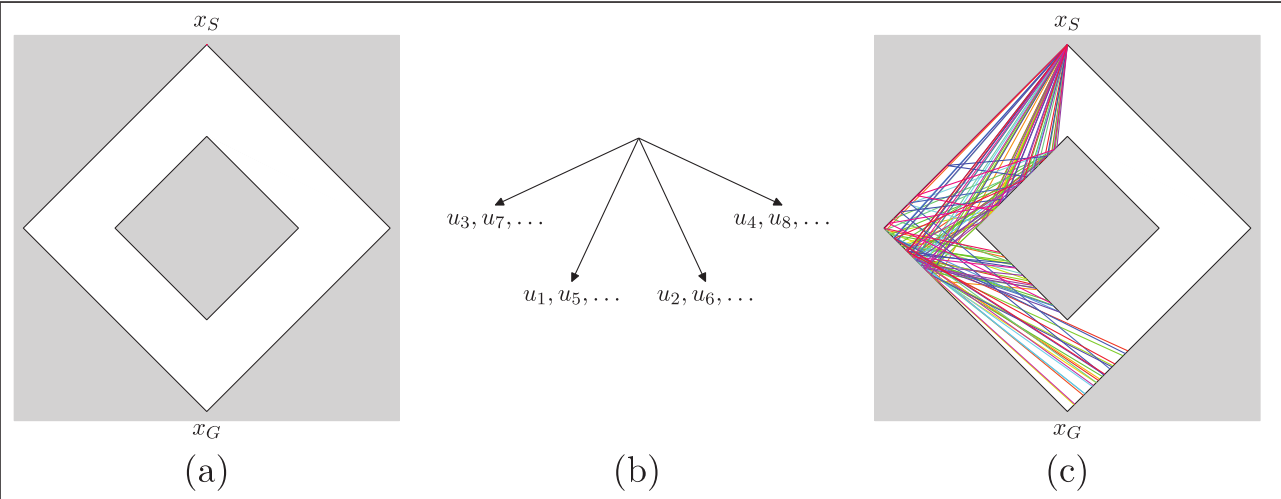 x_S
x_S
u_3, u_7, ...
u_4, u_8, ...
u_1, u_5, ...
u_2, u_6, ...
x_G
x_G
(a)
(b)
(c)